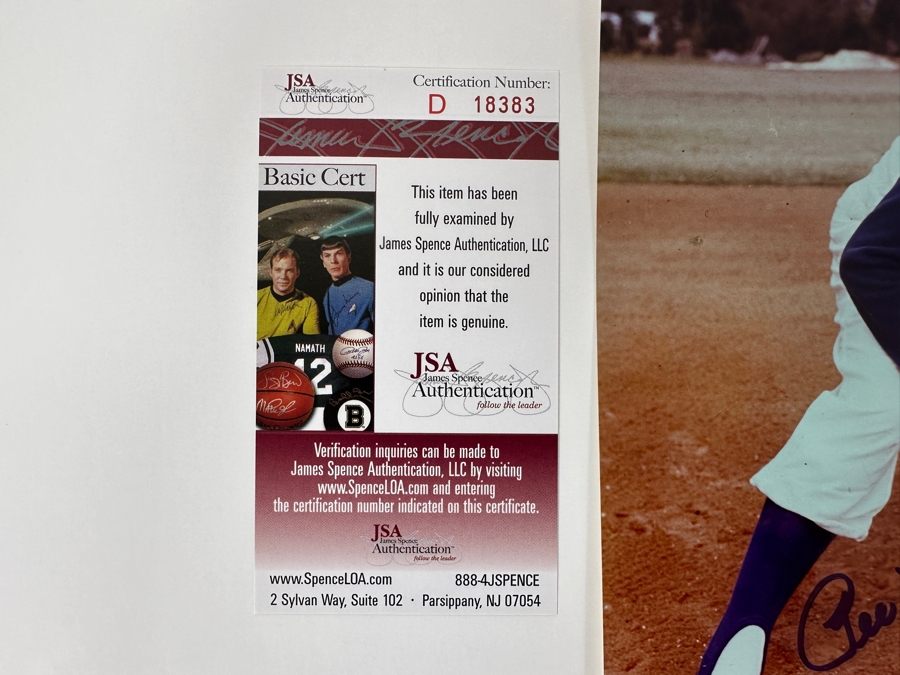 JSA
James Spence
Authentication™
Certification Number:
D 18383
Basic Cert
This item has been
fully examined by
James Spence Authentication, LLC
and it is our considered
opinion that the
item is genuine.
NAMATH
12
B
JSA
James Spence
Authentication™
follow the leader
Verification inquiries can be made to
James Spence Authentication, LLC by visiting
www.SpenceLOA.com and entering
the certification number indicated on this certificate.
JSA
James Spence
Authentication™
follow the leader
www.SpenceLOA.com 888-4JSPENCE
2 Sylvan Way, Suite 102 · Parsippany, NJ 07054
Pee